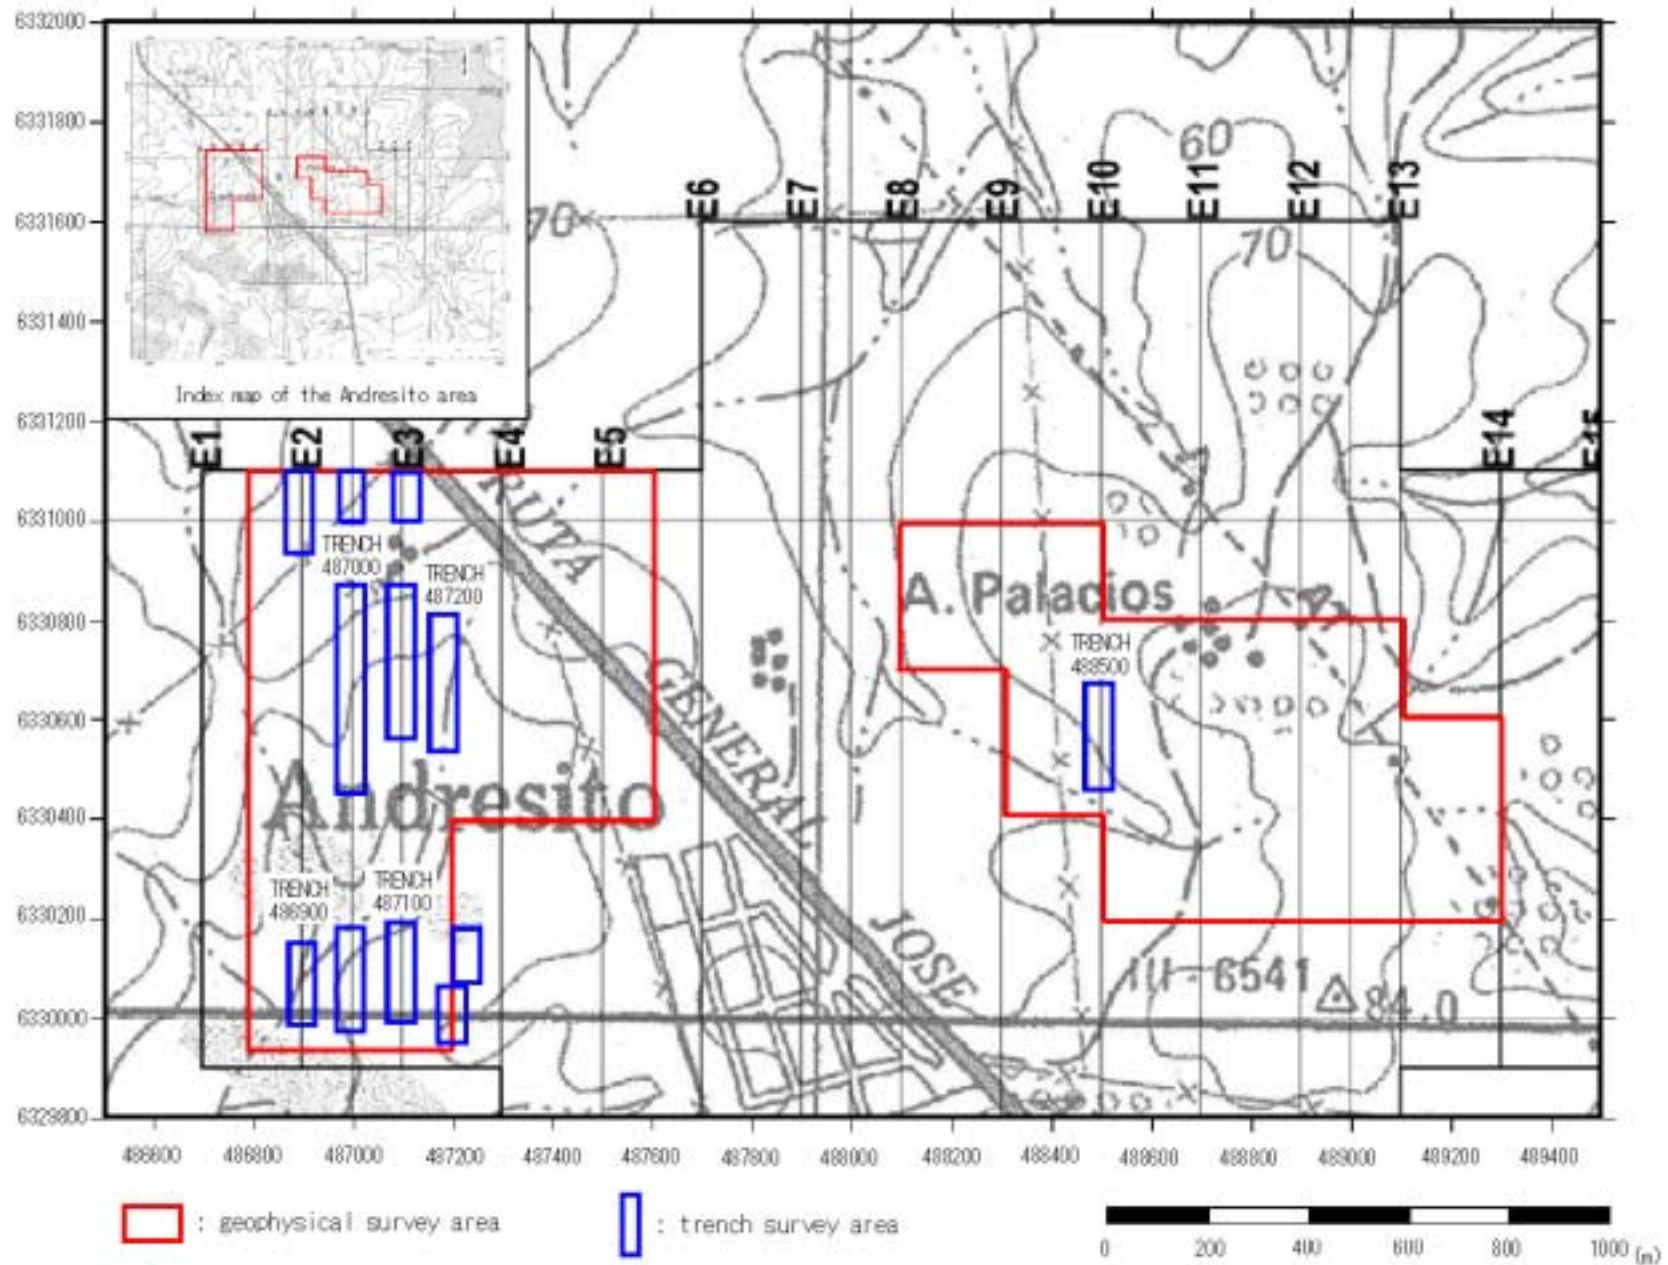 6332000
6331800
6331600
6331400
6331200
6331000
6330800
6330600
6330400
6330200
6330000
6329800
Index map of the Andresito area
60
70
70
E6
E7
E8
E9
E10
E11
E12
E13
E14
E15
E1
E2
E3
E4
E5
RUTA
GENERAL
JOSE
TRENCH
487000
TRENCH
487200
A. Palacios
TRENCH
488500
Andresito
TRENCH
486900
TRENCH
487100
III - 6541
84.0
486600
486800
487000
487200
487400
487600
487800
488000
488200
488400
488600
488800
489000
489200
489400
: geophysical survey area
: trench survey area
0
200
400
600
800
1000 (m)